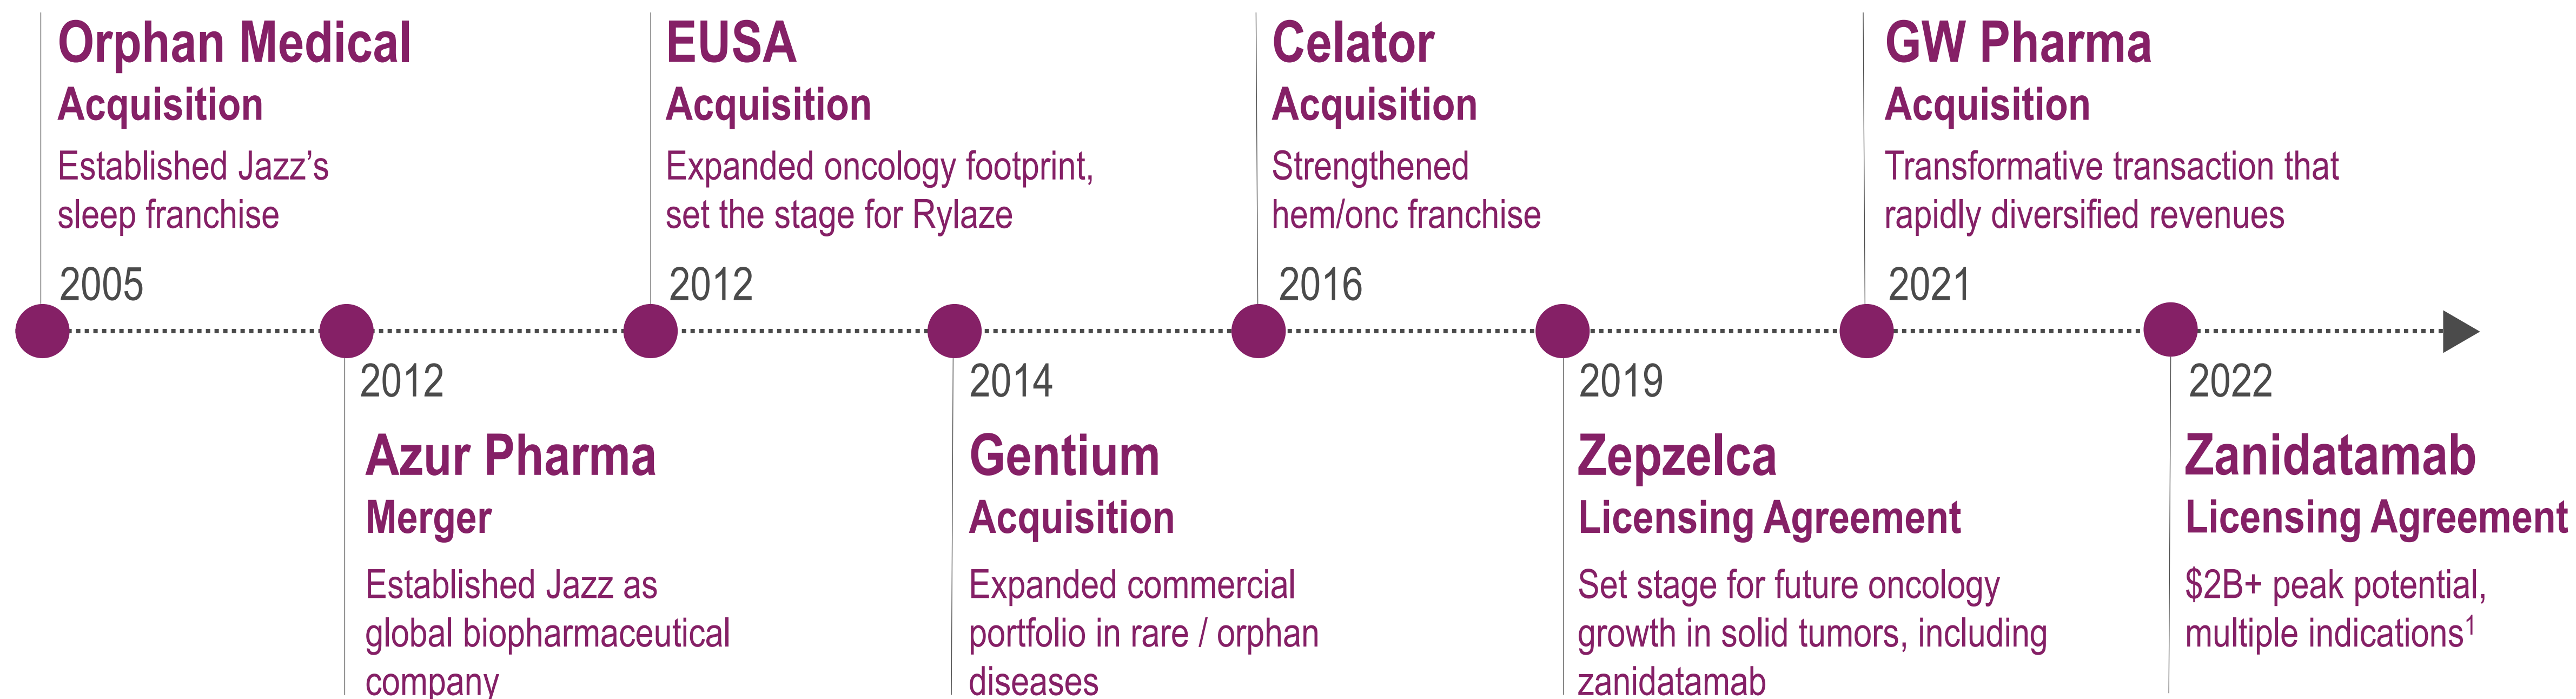 Orphan Medical
Acquisition
Established Jazz’s
sleep franchise
2005
2012
Azur Pharma
Merger
Established Jazz as
global biopharmaceutical
company
EUSA
Acquisition
Expanded oncology footprint,
set the stage for Rylaze
2012
2014
Gentium
Acquisition
Expanded commercial
portfolio in rare / orphan
diseases
Celator
Acquisition
Strengthened
hem/onc franchise
2016
2019
Zepzelca
Licensing Agreement
Set stage for future oncology
growth in solid tumors, including
zanidatamab
GW Pharma
Acquisition
Transformative transaction that
rapidly diversified revenues
2021
2022
Zanidatamab
Licensing Agreement
$2B+ peak potential,
multiple indications1